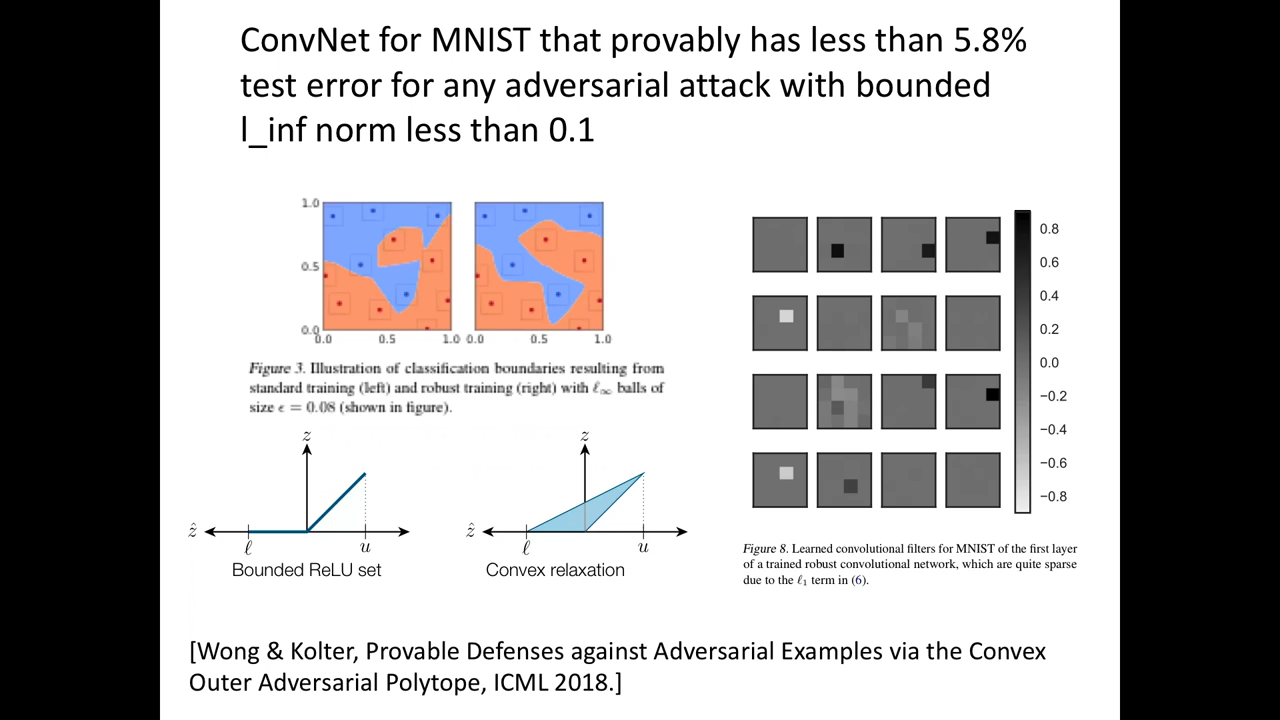 ConvNet for MNIST that provably has less than 5.8%
test error for any adversarial attack with bounded
l_inf norm less than 0.1
1.0
0.5
0.0
0.0 0.5 1.0 0.0 0.5 1.0
Figure 3. Illustration of classification boundaries resulting from
standard training (left) and robust training (right) with ℓ∞ balls of
size ϵ = 0.08 (shown in figure).
z
ẑ
ℓ
u
Bounded ReLU set
z
ẑ
ℓ
u
Convex relaxation
0.8
0.6
0.4
0.2
0.0
−0.2
−0.4
−0.6
−0.8
Figure 8. Learned convolutional filters for MNIST of the first layer
of a trained robust convolutional network, which are quite sparse
due to the ℓ1 term in (6).
[Wong & Kolter, Provable Defenses against Adversarial Examples via the Convex
Outer Adversarial Polytope, ICML 2018.]